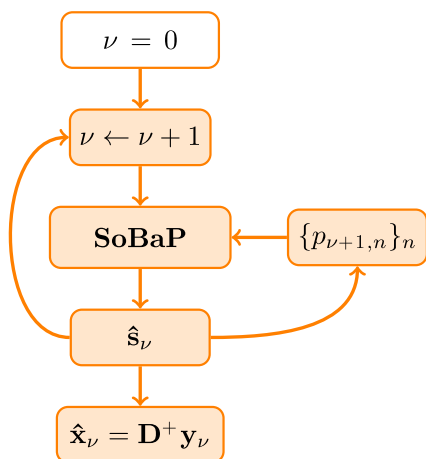 ν = 0
ν ← ν + 1
SoBaP
{p_{ν+1,n}}_n
ŝ_ν
x̂_ν = D⁺y_ν